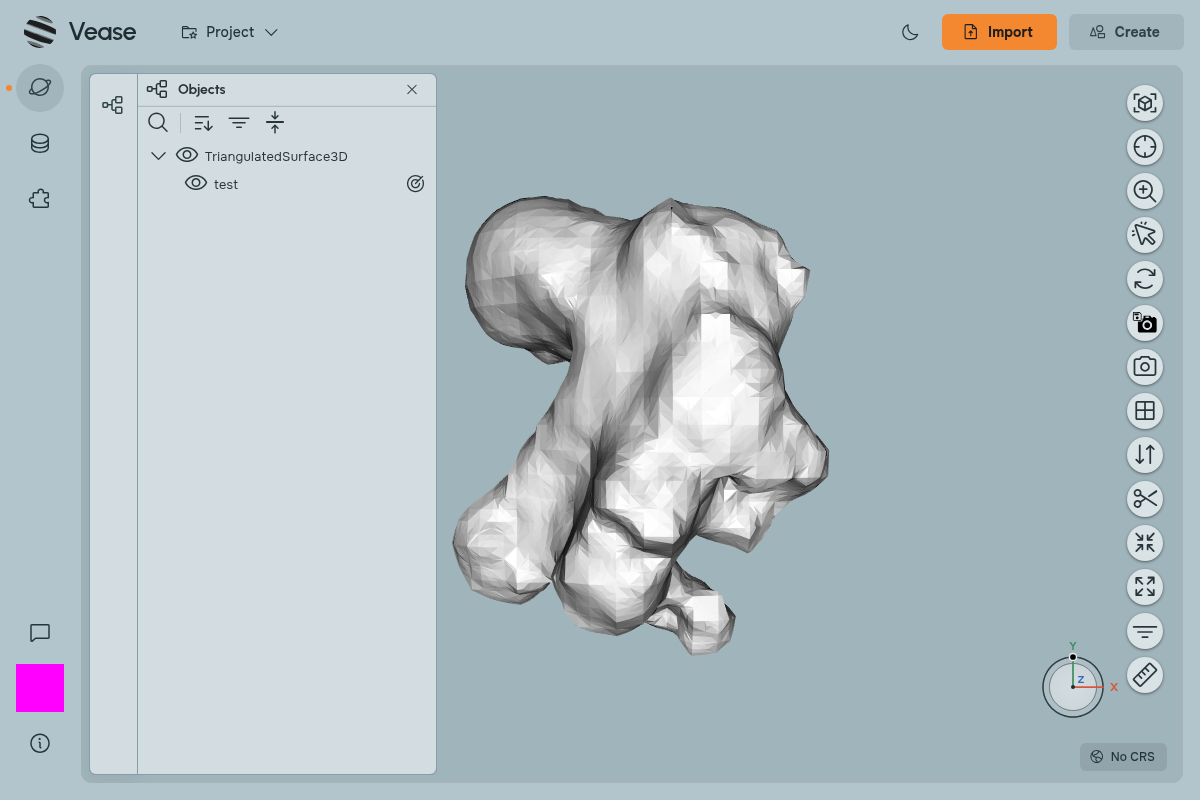 Vease
Project
Import
Create
Objects
TriangulatedSurface3D
test
Y
Z
X
No CRS